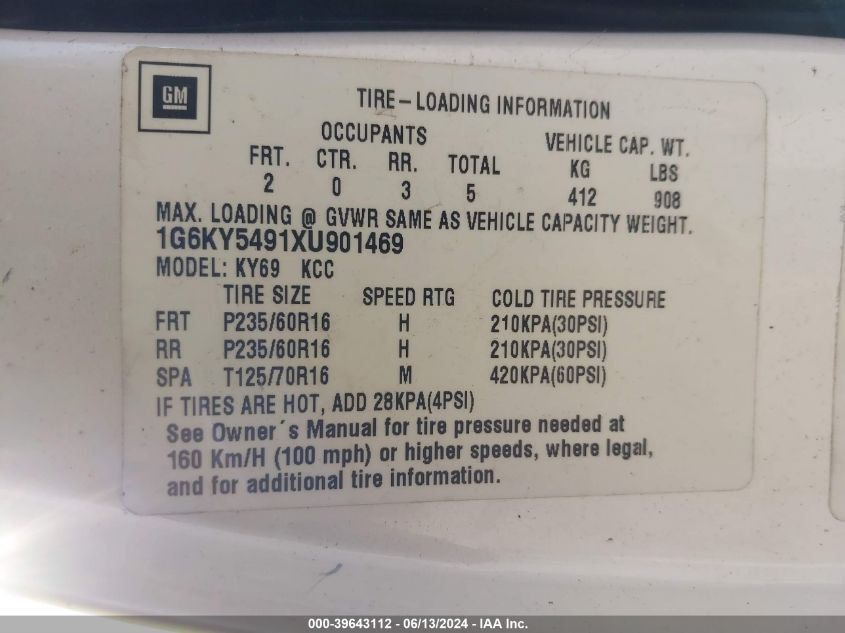 GM
TIRE-LOADING INFORMATION
OCCUPANTS VEHICLE CAP. WT.
FRT. CTR. RR. TOTAL KG LBS
2 0 3 5 412 908
MAX. LOADING @ GVWR SAME AS VEHICLE CAPACITY WEIGHT.
1G6KY5491XU901469
MODEL: KY69 KCC
TIRE SIZE SPEED RTG COLD TIRE PRESSURE
FRT P235/60R16 H 210KPA(30PSI)
RR P235/60R16 H 210KPA(30PSI)
SPA T125/70R16 M 420KPA(60PSI)
IF TIRES ARE HOT, ADD 28KPA(4PSI)
See Owner´s Manual for tire pressure needed at
160 Km/H (100 mph) or higher speeds, where legal,
and for additional tire information.
000-39643112 - 06/13/2024 - IAA Inc.